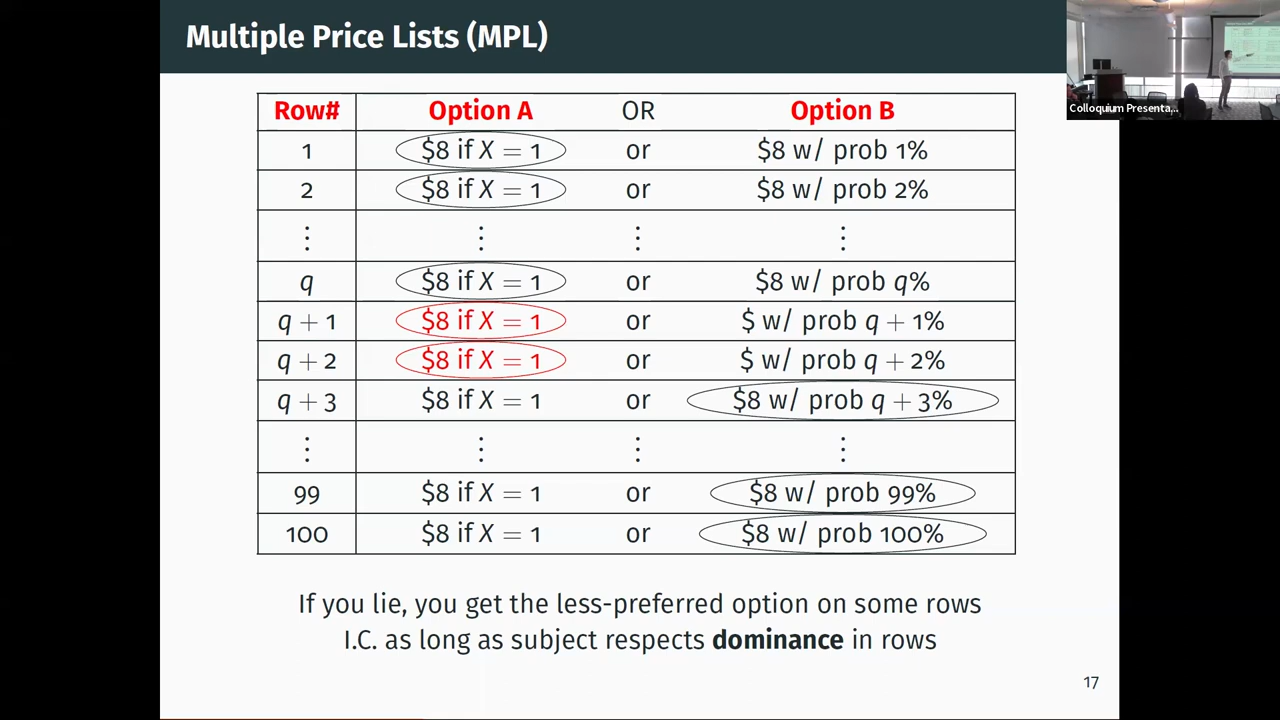 Multiple Price Lists (MPL)
Colloquium Presenta...
Row# Option A OR Option B
1 $8 if X = 1 or $8 w/ prob 1%
2 $8 if X = 1 or $8 w/ prob 2%
⋮ ⋮ ⋮ ⋮
q $8 if X = 1 or $8 w/ prob q%
q + 1 $8 if X = 1 or $ w/ prob q + 1%
q + 2 $8 if X = 1 or $ w/ prob q + 2%
q + 3 $8 if X = 1 or $8 w/ prob q + 3%
⋮ ⋮ ⋮ ⋮
99 $8 if X = 1 or $8 w/ prob 99%
100 $8 if X = 1 or $8 w/ prob 100%
If you lie, you get the less-preferred option on some rows
I.C. as long as subject respects dominance in rows
17